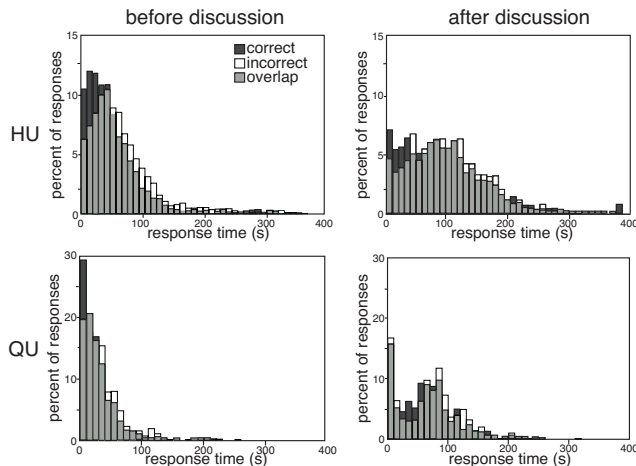 before discussion
after discussion
HU
percent of responses
15
10
5
0
0
100
200
300
400
response time (s)
correct
incorrect
overlap
percent of responses
15
10
5
0
0
100
200
300
400
response time (s)
QU
percent of responses
30
20
10
0
0
100
200
300
400
response time (s)
percent of responses
30
20
10
0
0
100
200
300
400
response time (s)